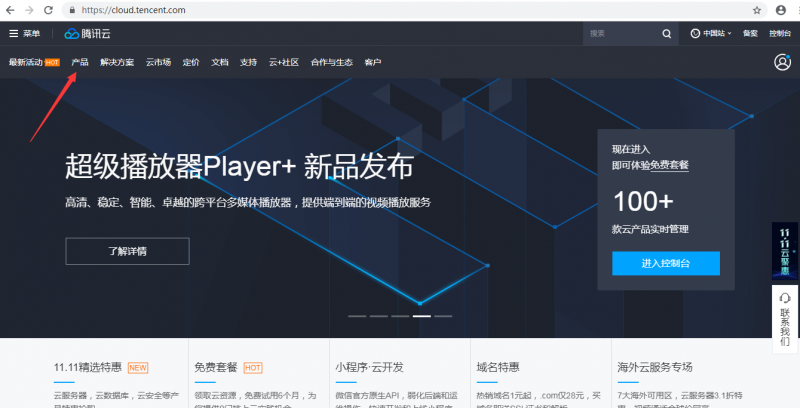 https://cloud.tencent.com
菜单
腾讯云
搜索
中国站
备案
控制台
最新活动 HOT
产品
解决方案
云市场
定价
文档
支持
云+社区
合作与生态
客户
超级播放器Player+ 新品发布
高清、稳定、智能、卓越的跨平台多媒体播放器，提供端到端的视频播放服务
了解详情
现在进入
即可体验免费套餐
100+
款云产品实时管理
进入控制台
11.11
云聚惠
联系我们
11.11精选特惠 NEW
云服务器，云数据库，云安全等产
免费套餐 HOT
领取云资源，免费试用6个月，为
小程序·云开发
微信官方原生API，弱化后端和运
域名特惠
热销域名1元起，.com仅28元，买
海外云服务专场
7大海外可用区，云服务器3.1折特